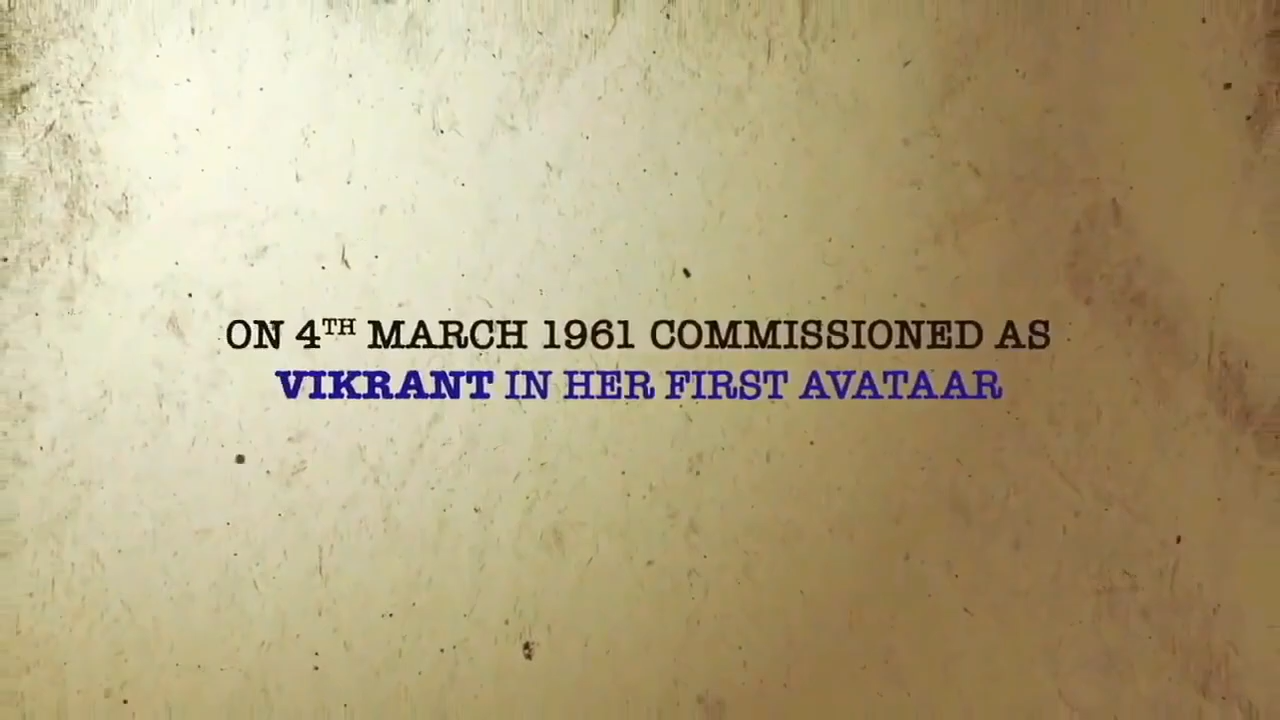 ON 4TH MARCH 1961 COMMISSIONED AS
VIKRANT IN HER FIRST AVATAAR